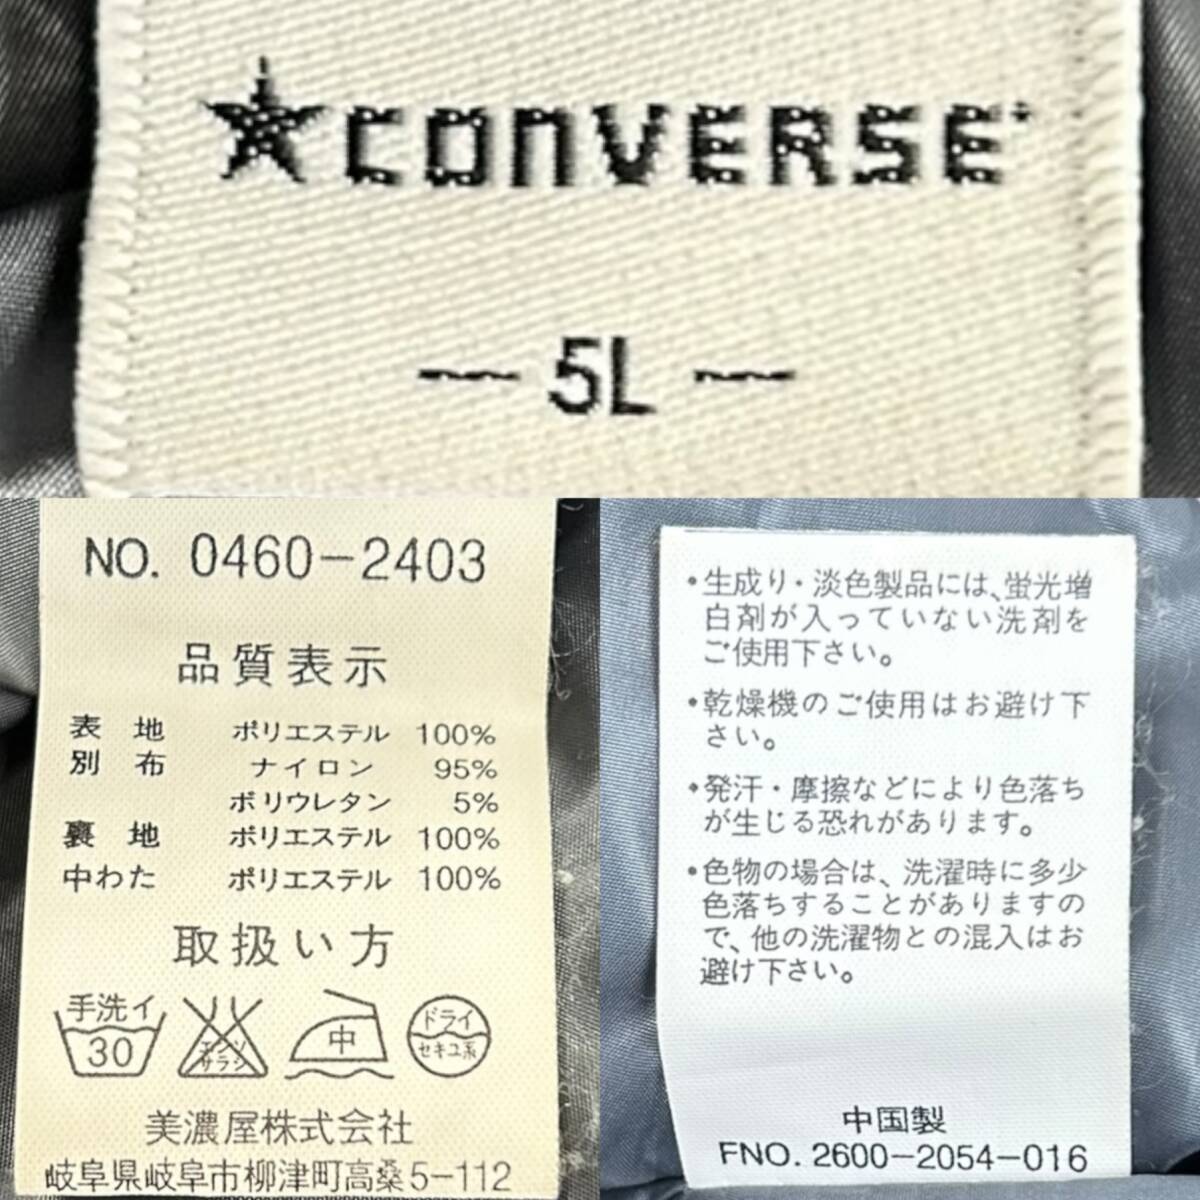 CONVERSE
5L
NO. 0460-2403
品質表示
表 地 ポリエステル 100%
別 布 ナイロン 95%
ポリウレタン 5%
裏 地 ポリエステル 100%
中わた ポリエステル 100%
取扱い方
手洗イ 30 エンソサラシ 中 ドライ セキユ系
美濃屋株式会社
岐阜県岐阜市柳津町高桑5-112
・生成り・淡色製品には、蛍光増
白剤が入っていない洗剤を
ご使用下さい。
・乾燥機のご使用はお避け下
さい。
・発汗・摩擦などにより色落ち
が生じる恐れがあります。
・色物の場合は、洗濯時に多少
色落ちすることがありますの
で、他の洗濯物との混入はお
避け下さい。
中国製
FNO. 2600-2054-016